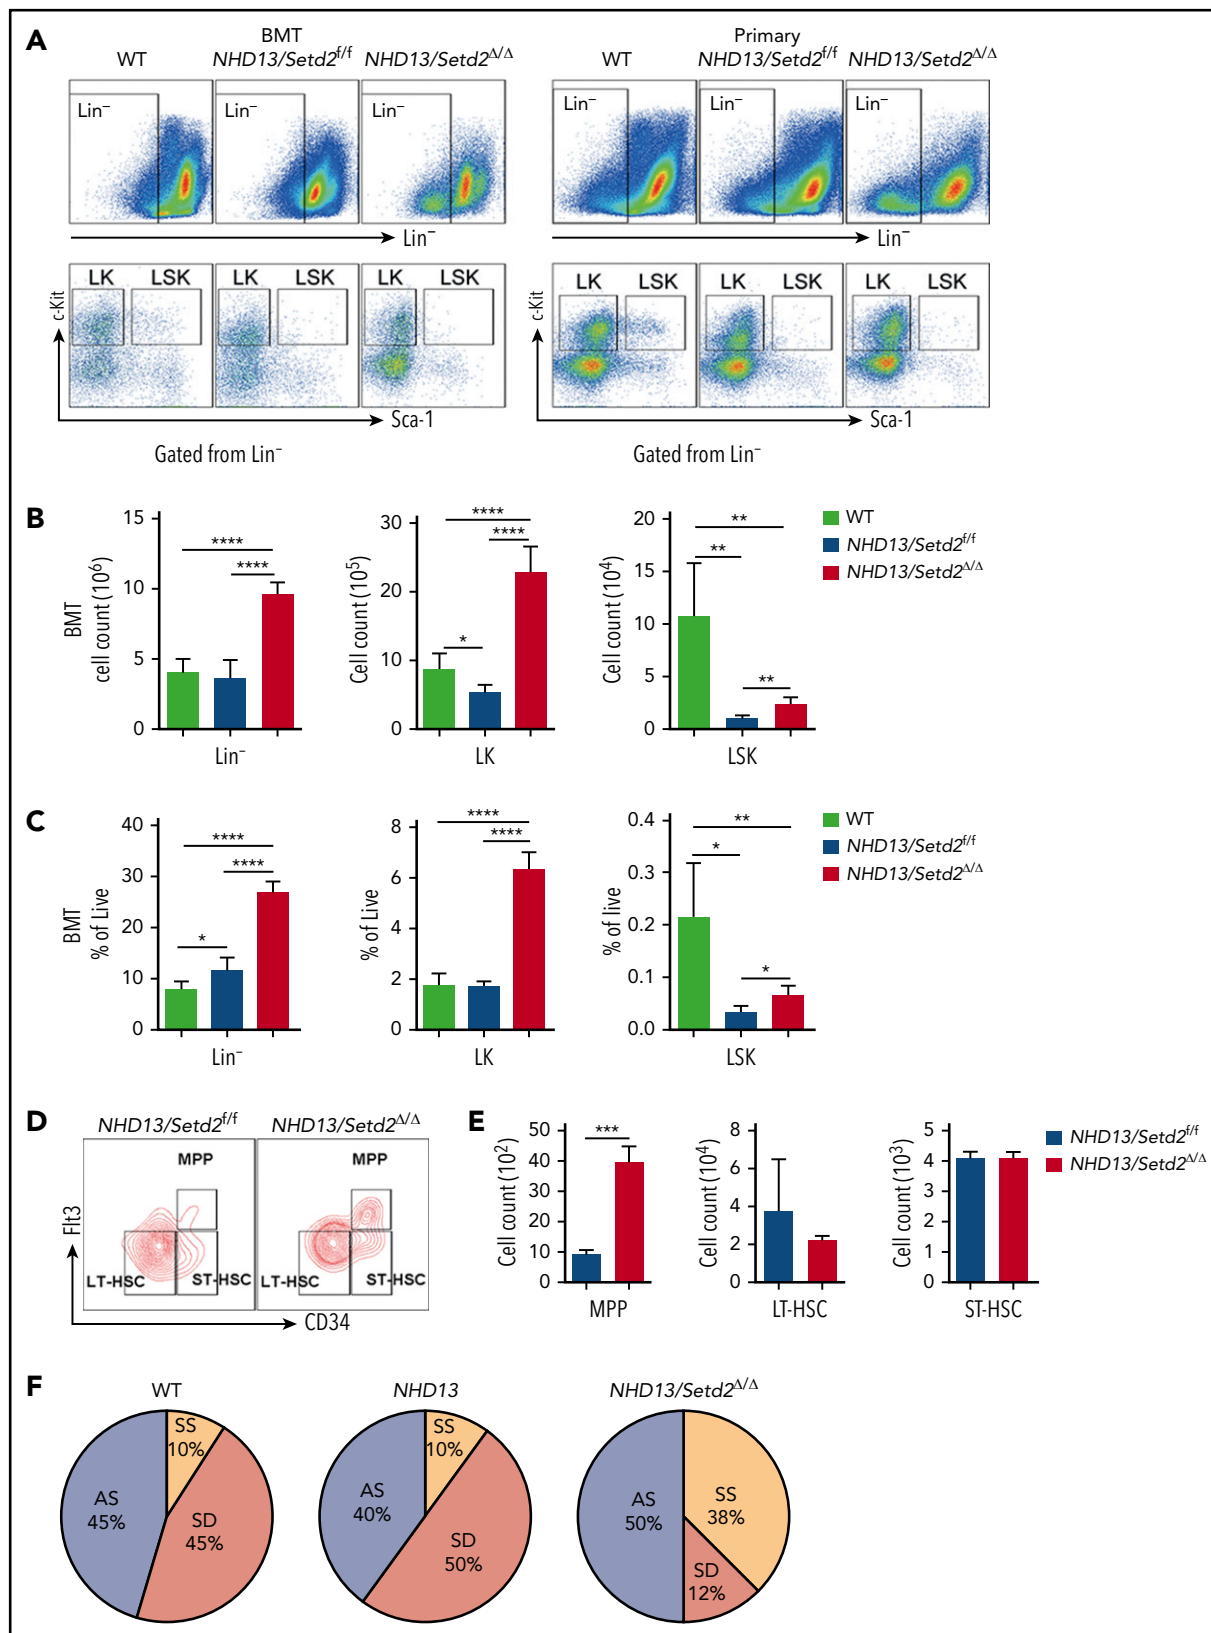 A
BMT
WT NHD13/Setd2f/f NHD13/Setd2Δ/Δ
Lin− Lin− Lin−
Lin−
LK LSK LK LSK LK LSK
c-Kit
Sca-1
Gated from Lin−
Primary
WT NHD13/Setd2f/f NHD13/Setd2Δ/Δ
Lin− Lin− Lin−
Lin−
LK LSK LK LSK LK LSK
c-Kit
Sca-1
Gated from Lin−
B
BMT
cell count (10⁶)
15
10
5
0
****
****
Lin−
Cell count (10⁵)
30
20
10
0
****
****
*
LK
Cell count (10⁴)
20
15
10
5
0
**
**
**
LSK
WT
NHD13/Setd2f/f
NHD13/Setd2Δ/Δ
C
BMT
% of Live
40
30
20
10
0
****
****
*
Lin−
% of Live
8
6
4
2
0
****
****
LK
% of live
0.4
0.3
0.2
0.1
0.0
**
*
*
LSK
WT
NHD13/Setd2f/f
NHD13/Setd2Δ/Δ
D
NHD13/Setd2f/f NHD13/Setd2Δ/Δ
MPP MPP
LT-HSC ST-HSC LT-HSC ST-HSC
Flt3
CD34
E
Cell count (10²)
50
40
30
20
10
0
***
MPP
Cell count (10⁴)
8
6
4
2
0
LT-HSC
Cell count (10³)
5
4
3
2
1
0
ST-HSC
NHD13/Setd2f/f
NHD13/Setd2Δ/Δ
F
WT
SS
10%
AS
45%
SD
45%
NHD13
SS
10%
AS
40%
SD
50%
NHD13/Setd2Δ/Δ
AS
50%
SS
38%
SD
12%